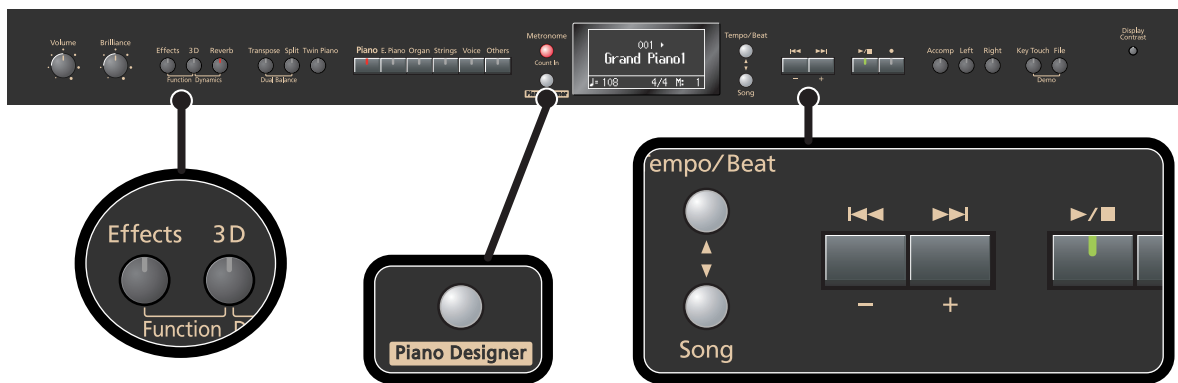 Volume
Brilliance
Effects 3D Reverb
Function Dynamics
Transpose Split Twin Piano
Dual Balance
Piano E. Piano Organ Strings Voice Others
Metronome
Count In
Piano Designer
001 ▸
Grand Piano1
♩= 108 4/4 M: 1
Tempo/Beat
▲
▼
Song
|◀◀ ▶▶|
− +
▶/■ ●
Accomp Left Right
Key Touch File
Demo
Display
Contrast
Effects 3D
Function D
Piano Designer
empo/Beat
▲
▼
Song
|◀◀ ▶▶|
− +
▶/■